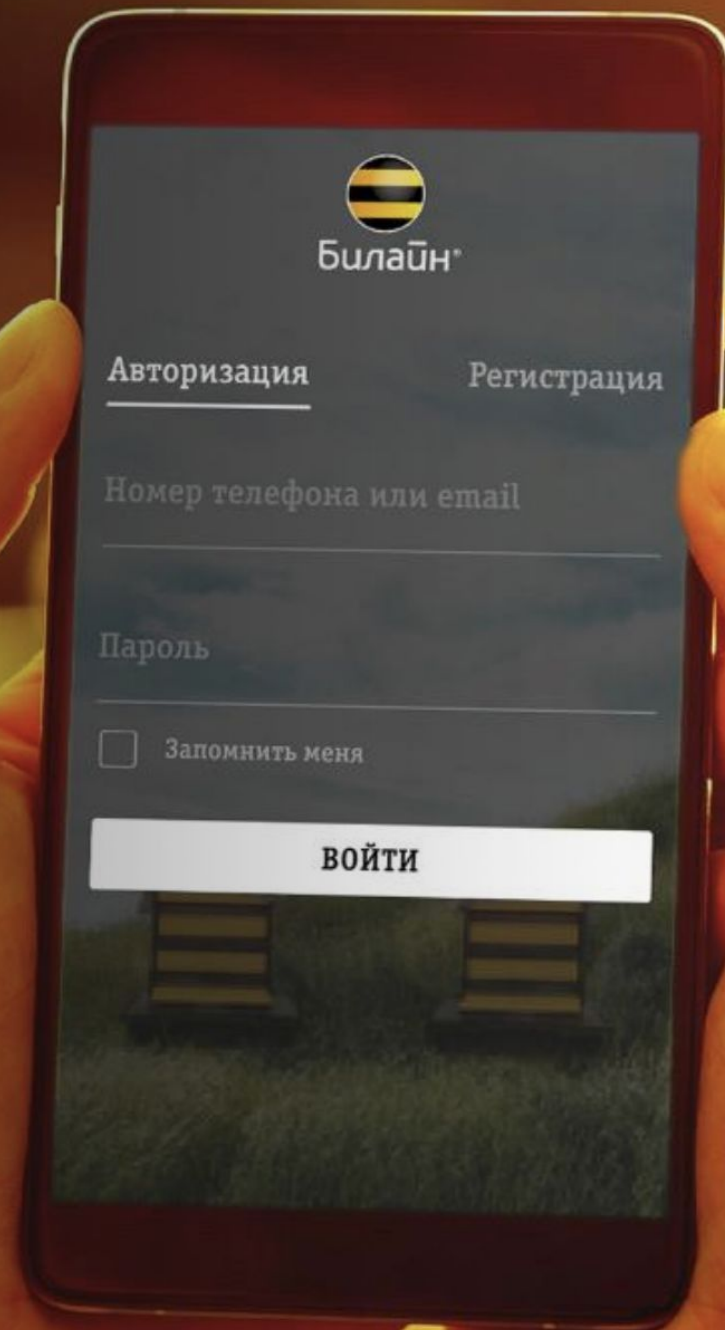 Билайн®
Авторизация
Регистрация
Номер телефона или email
Пароль
Запомнить меня
ВОЙТИ